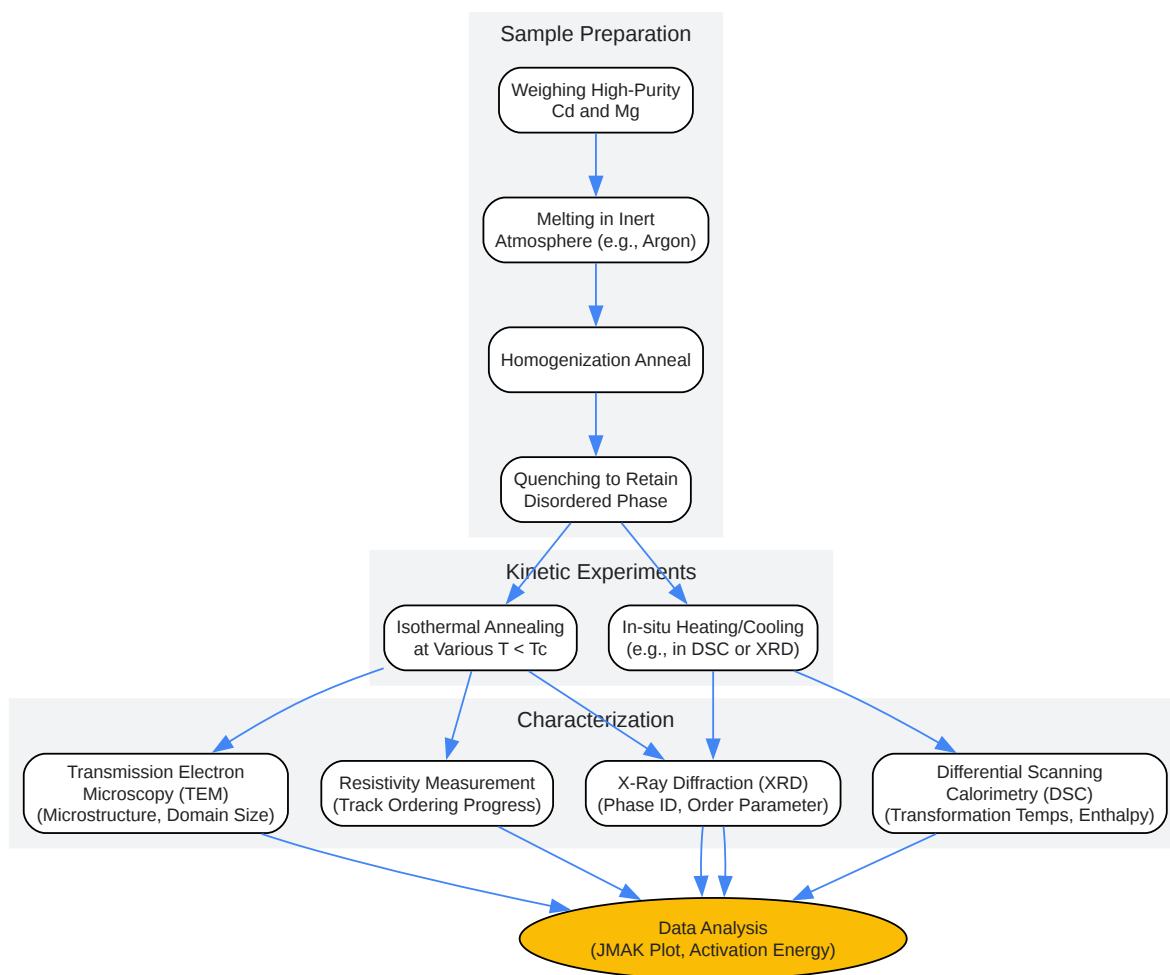 Sample Preparation
Weighing High-Purity
Cd and Mg
Melting in Inert
Atmosphere (e.g., Argon)
Homogenization Anneal
Quenching to Retain
Disordered Phase
Kinetic Experiments
Isothermal Annealing
at Various T < Tc
In-situ Heating/Cooling
(e.g., in DSC or XRD)
Characterization
Transmission Electron
Microscopy (TEM)
(Microstructure, Domain Size)
Resistivity Measurement
(Track Ordering Progress)
X-Ray Diffraction (XRD)
(Phase ID, Order Parameter)
Differential Scanning
Calorimetry (DSC)
(Transformation Temps, Enthalpy)
Data Analysis
(JMAK Plot, Activation Energy)